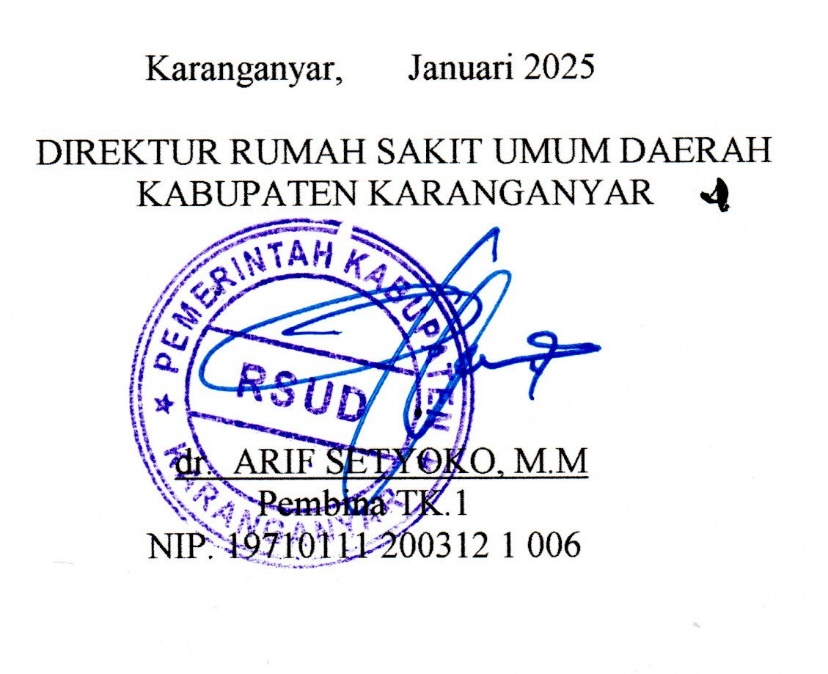 Karanganyar, Januari 2025
DIREKTUR RUMAH SAKIT UMUM DAERAH
KABUPATEN KARANGANYAR
PEMERINTAH KABUPATEN
RSUD
KARANGANYAR
dr. ARIF SETYOKO, M.M
Pembina TK.1
NIP. 19710111 200312 1 006